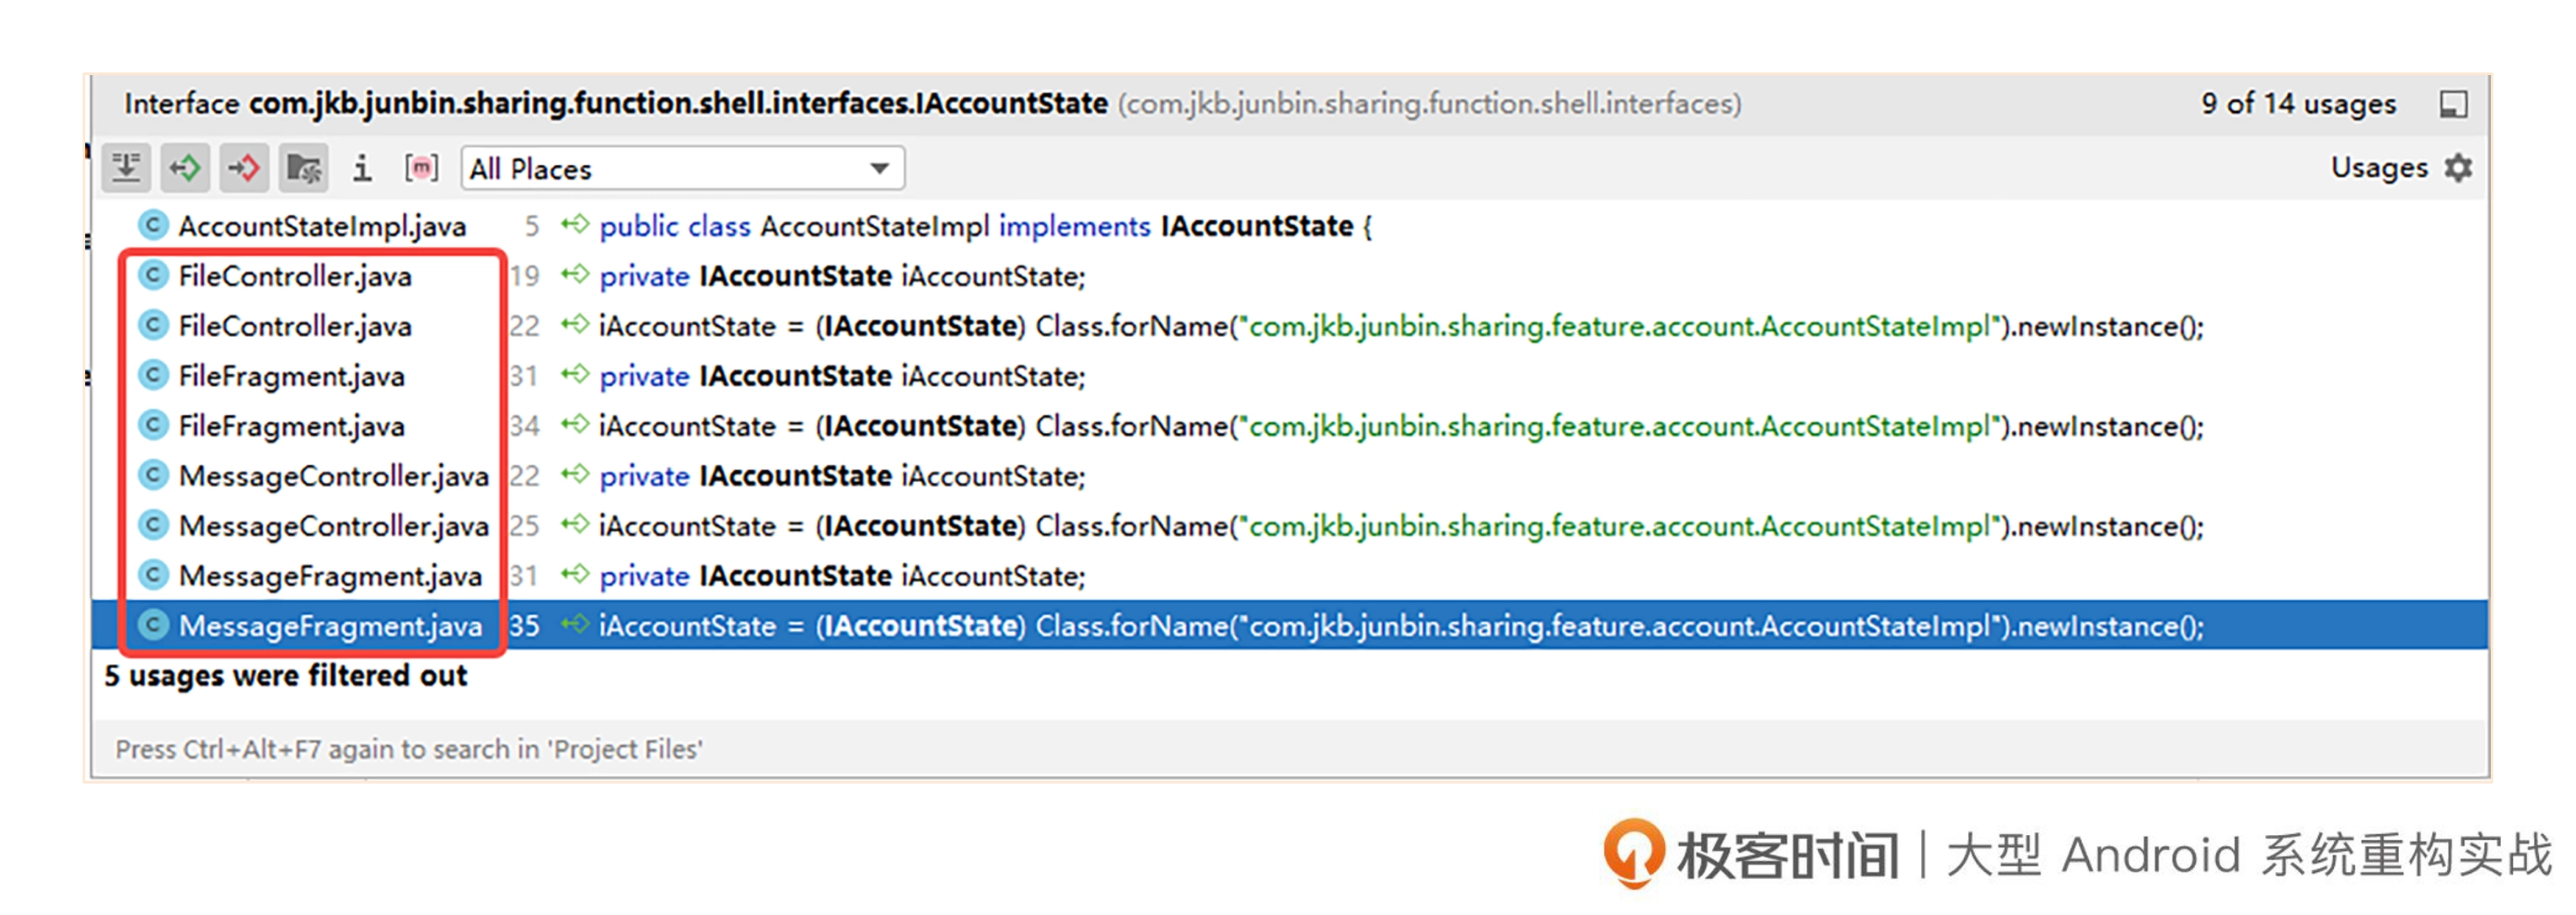 Interface com.jkb.junbin.sharing.function.shell.interfaces.IAccountState (com.jkb.junbin.sharing.function.shell.interfaces) 9 of 14 usages
All Places Usages
AccountStateImpl.java 5 public class AccountStateImpl implements IAccountState {
FileController.java 19 private IAccountState iAccountState;
FileController.java 22 iAccountState = (IAccountState) Class.forName("com.jkb.junbin.sharing.feature.account.AccountStateImpl").newInstance();
FileFragment.java 31 private IAccountState iAccountState;
FileFragment.java 34 iAccountState = (IAccountState) Class.forName("com.jkb.junbin.sharing.feature.account.AccountStateImpl").newInstance();
MessageController.java 22 private IAccountState iAccountState;
MessageController.java 25 iAccountState = (IAccountState) Class.forName("com.jkb.junbin.sharing.feature.account.AccountStateImpl").newInstance();
MessageFragment.java 31 private IAccountState iAccountState;
MessageFragment.java 35 iAccountState = (IAccountState) Class.forName("com.jkb.junbin.sharing.feature.account.AccountStateImpl").newInstance();
5 usages were filtered out
Press Ctrl+Alt+F7 again to search in 'Project Files'
极客时间 | 大型 Android 系统重构实战